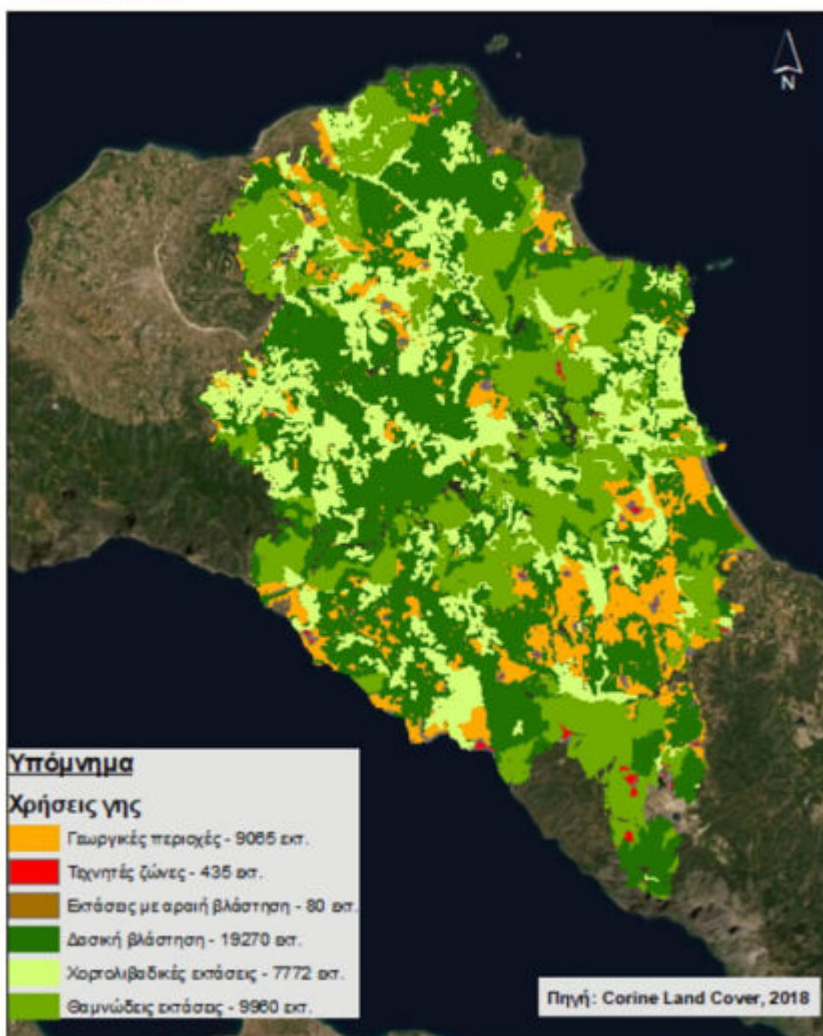 N
Υπόμνημα
Χρήσεις γης
Γεωργικές περιοχές - 9065 εκτ.
Τεχνητές ζώνες - 435 εκτ.
Εκτάσεις με αραιή βλάστηση - 80 εκτ.
Δασική βλάστηση - 19270 εκτ.
Χορτολιβαδικές εκτάσεις - 7772 εκτ.
Θαμνώδεις εκτάσεις - 9960 εκτ.
Πηγή: Corine Land Cover, 2018